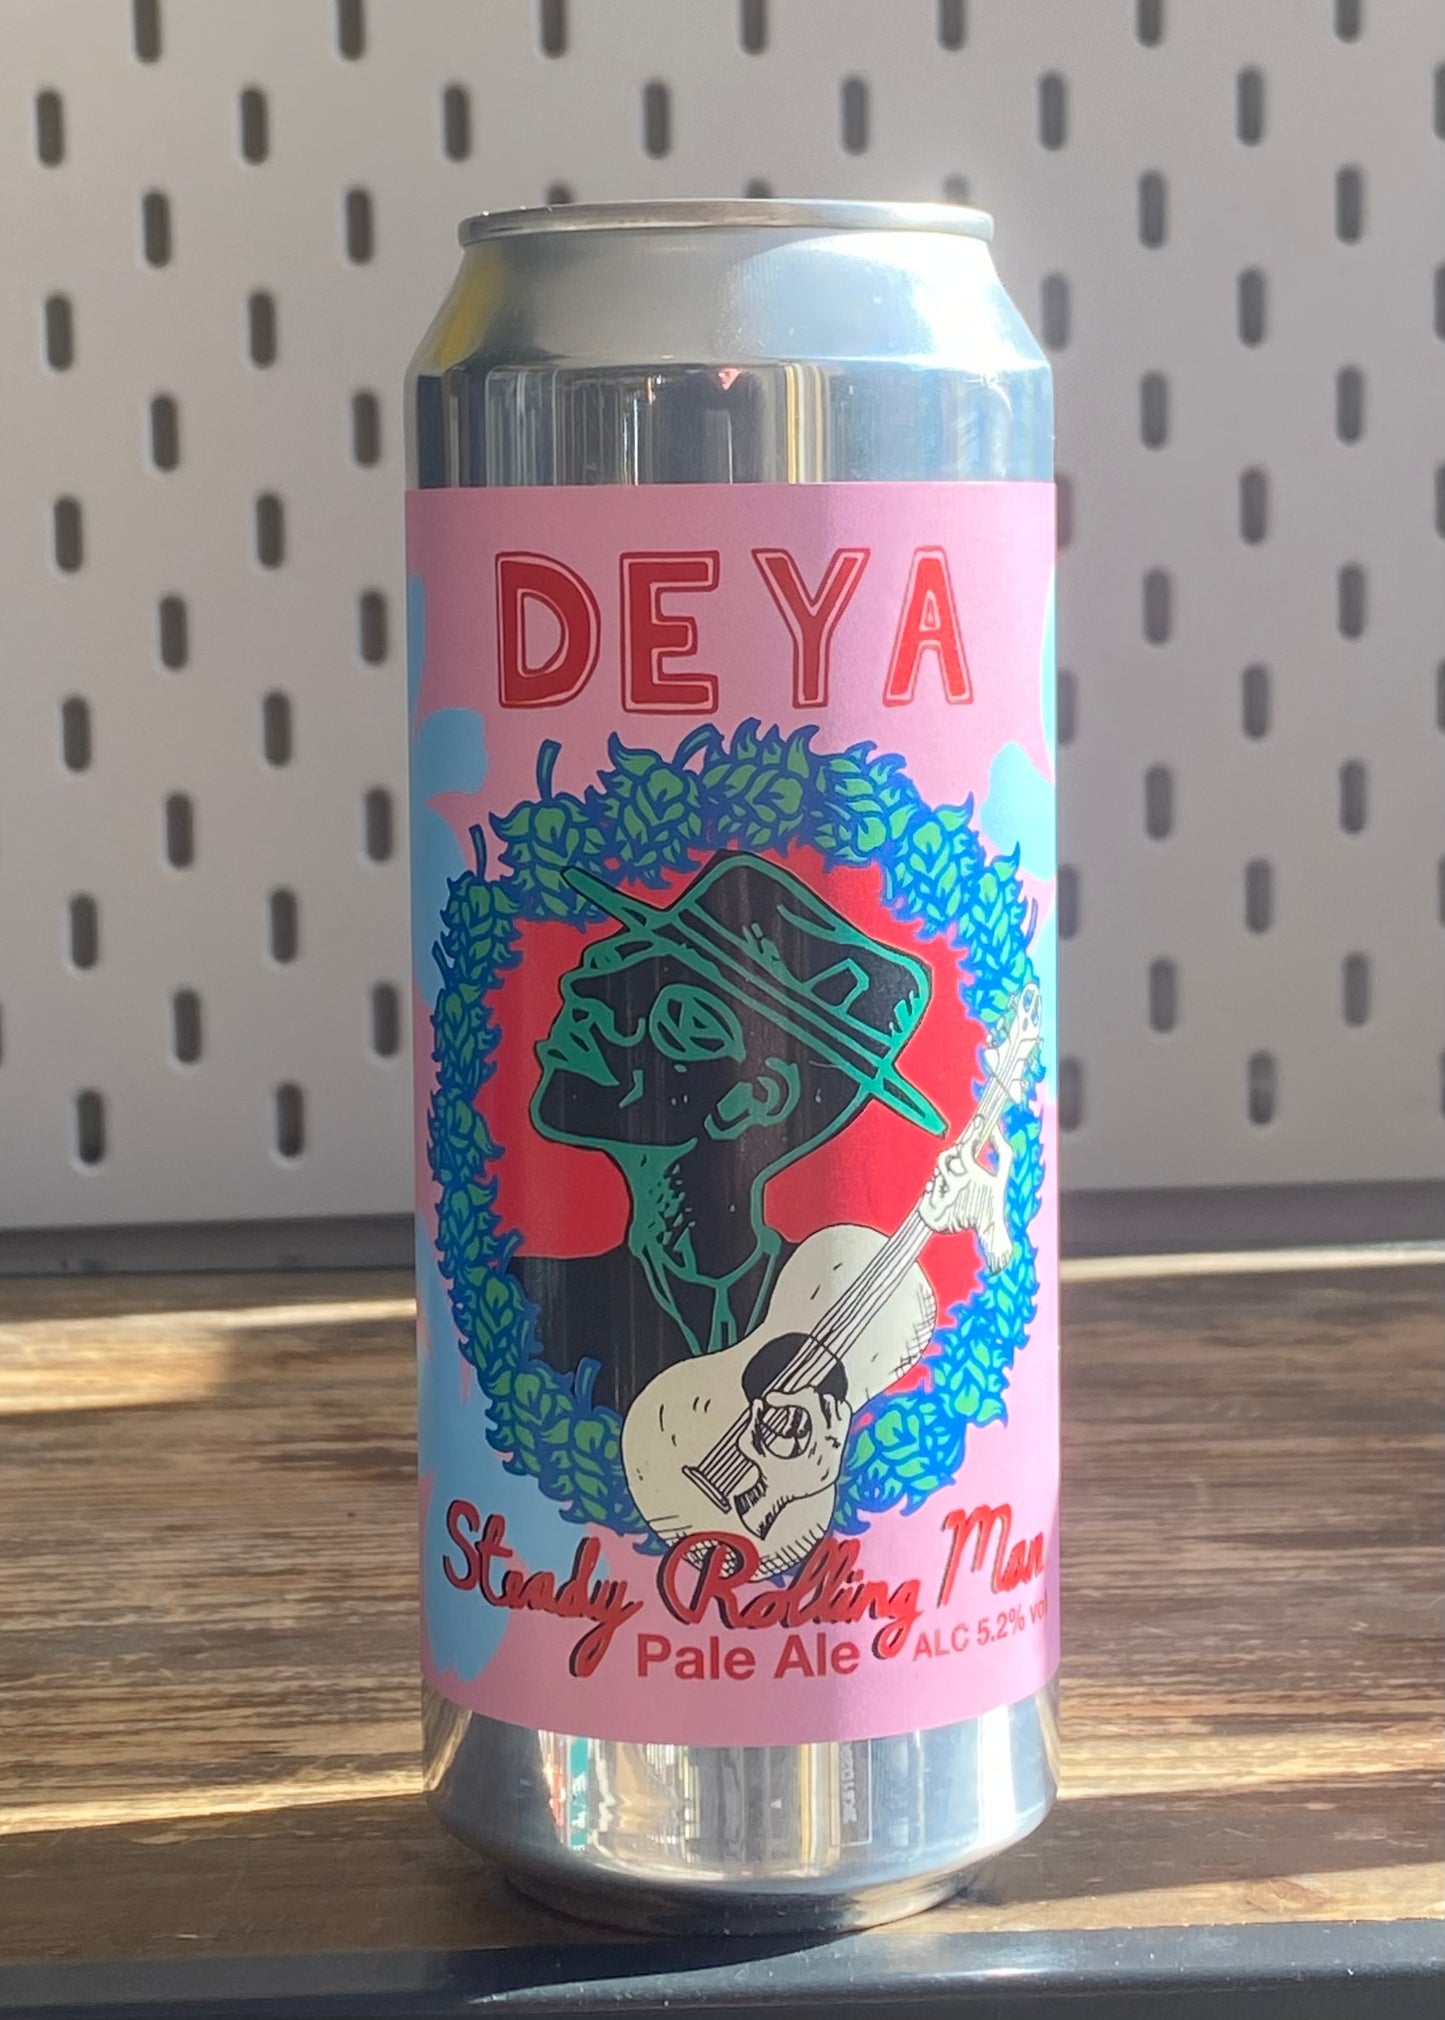 DEYA
Steady Rolling Man
Pale Ale ALC 5.2% vol